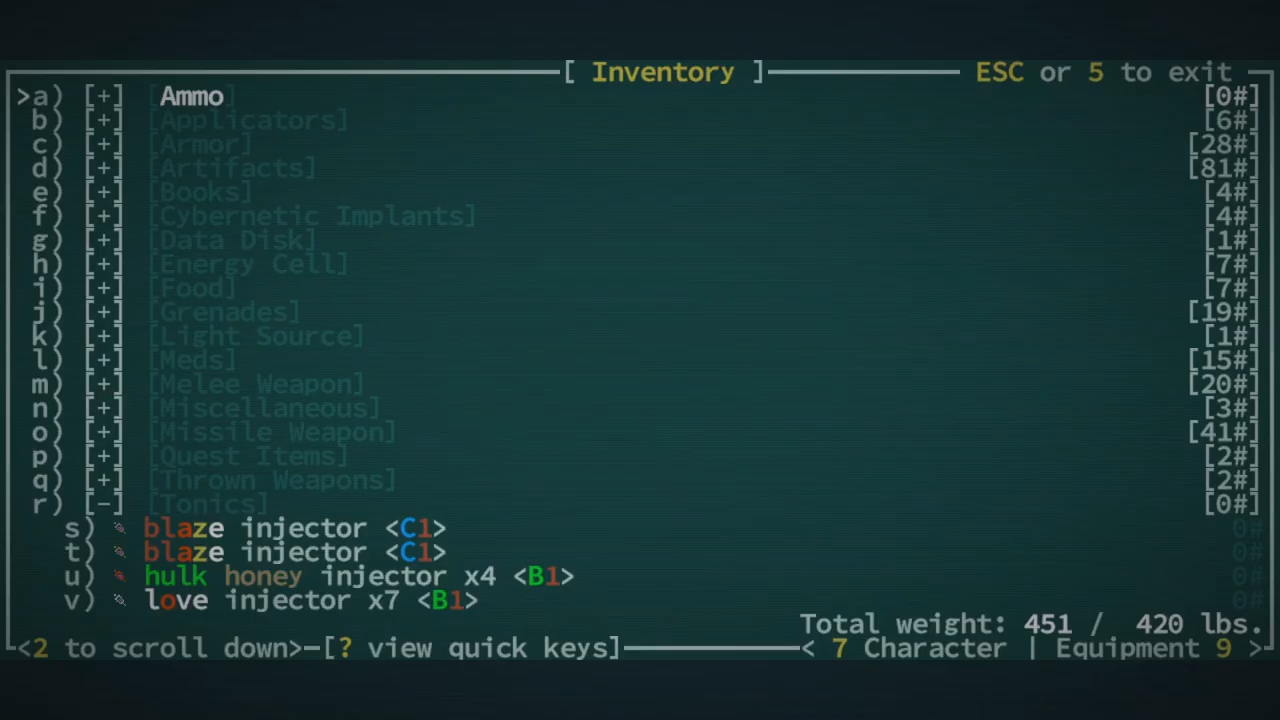 [ Inventory ] ESC or 5 to exit
>a) [+] [Ammo] [0#]
b) [+] [Applicators] [6#]
c) [+] [Armor] [28#]
d) [+] [Artifacts] [81#]
e) [+] [Books] [4#]
f) [+] [Cybernetic Implants] [4#]
g) [+] [Data Disk] [1#]
h) [+] [Energy Cell] [7#]
i) [+] [Food] [7#]
j) [+] [Grenades] [19#]
k) [+] [Light Source] [1#]
l) [+] [Meds] [15#]
m) [+] [Melee Weapon] [20#]
n) [+] [Miscellaneous] [3#]
o) [+] [Missile Weapon] [41#]
p) [+] [Quest Items] [2#]
q) [+] [Thrown Weapons] [2#]
r) [-] [Tonics] [0#]
s) blaze injector <C1> 0#
t) blaze injector <C1> 0#
u) hulk honey injector x4 <B1> 0#
v) love injector x7 <B1> 0#
Total weight: 451 / 420 lbs.
<2 to scroll down> [? view quick keys] < 7 Character | Equipment 9 >